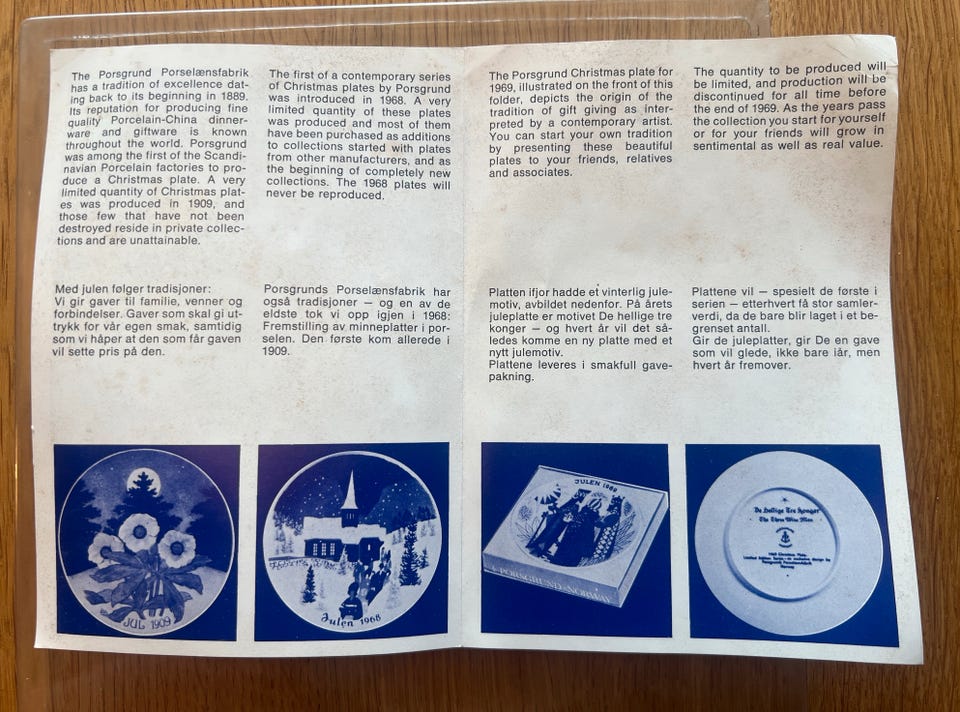 The Porsgrund Porselænsfabrik
has a tradition of excellence dat-
ing back to its beginning in 1889.
Its reputation for producing fine
quality Porcelain-China dinner-
ware and giftware is known
throughout the world. Porsgrund
was among the first of the Scandi-
navian Porcelain factories to pro-
duce a Christmas plate. A very
limited quantity of Christmas plat-
es was produced in 1909, and
those few that have not been
destroyed reside in private collec-
tions and are unattainable.
The first of a contemporary series
of Christmas plates by Porsgrund
was introduced in 1968. A very
limited quantity of these plates
was produced and most of them
have been purchased as additions
to collections started with plates
from other manufacturers, and as
the beginning of completely new
collections. The 1968 plates will
never be reproduced.
The Porsgrund Christmas plate for
1969, illustrated on the front of this
folder, depicts the origin of the
tradition of gift giving as inter-
preted by a contemporary artist.
You can start your own tradition
by presenting these beautiful
plates to your friends, relatives
and associates.
The quantity to be produced will
be limited, and production will be
discontinued for all time before
the end of 1969. As the years pass
the collection you start for yourself
or for your friends will grow in
sentimental as well as real value.
Med julen følger tradisjoner:
Vi gir gaver til familie, venner og
forbindelser. Gaver som skal gi ut-
trykk for vår egen smak, samtidig
som vi håper at den som får gaven
vil sette pris på den.
Porsgrunds Porselænsfabrik har
også tradisjoner — og en av de
eldste tok vi opp igjen i 1968:
Fremstilling av minneplatter i por-
selen. Den første kom allerede i
1909.
Platten ifjor hadde et vinterlig jule-
motiv, avbildet nedenfor. På årets
juleplatte er motivet De hellige tre
konger — og hvert år vil det så-
ledes komme en ny platte med et
nytt julemotiv.
Plattene leveres i smakfull gave-
pakning.
Plattene vil — spesielt de første i
serien — etterhvert få stor samler-
verdi, da de bare blir laget i et be-
grenset antall.
Gir de juleplatter, gir De en gave
som vil glede, ikke bare iår, men
hvert år fremover.
JUL 1909
Julen 1968
JULEN 1969
PORSGRUND · NORWAY
De Hellige Tre Konger
The Three Wise Men
1969 Christmas Plate
Porsgrunds Porselænsfabrik
Norway